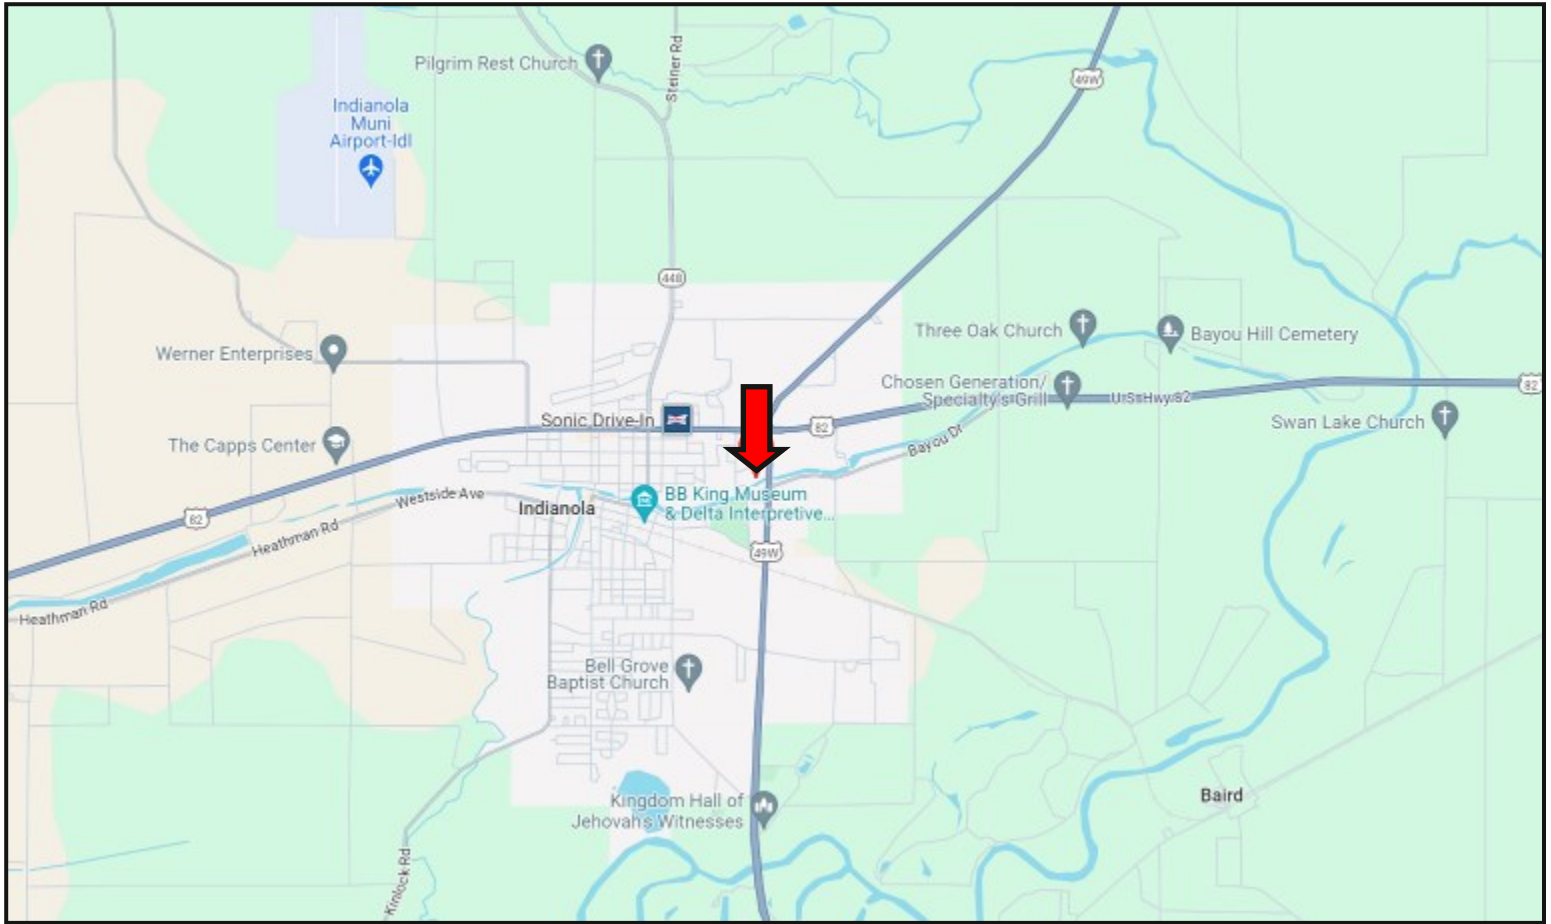 Pilgrim Rest Church
Steiner Rd
49W
Indianola
Muni
Airport-Idl
448
Three Oak Church
Bayou Hill Cemetery
Werner Enterprises
Chosen Generation/
Specialty's Grill
U.S. Hwy 82
82
Sonic Drive-In
82
Swan Lake Church
The Capps Center
Bayou Dr
Westside Ave
BB King Museum
& Delta Interpretive...
Indianola
82
Heathman Rd
49W
Heathman Rd
Bell Grove
Baptist Church
Kingdom Hall of
Jehovah's Witnesses
Baird
Kinlock Rd